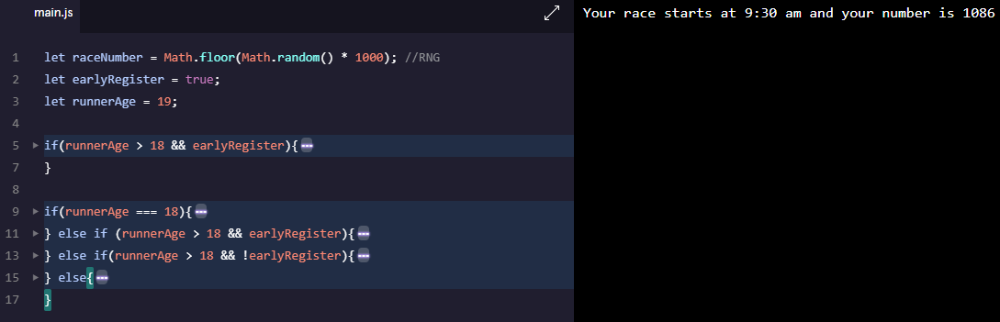 main.js
1 let raceNumber = Math.floor(Math.random() * 1000); //RNG
2 let earlyRegister = true;
3 let runnerAge = 19;
4
5 if(runnerAge > 18 && earlyRegister){
7 }
8
9 if(runnerAge === 18){
11 } else if (runnerAge > 18 && earlyRegister){
13 } else if(runnerAge > 18 && !earlyRegister){
15 } else{
17 }
Your race starts at 9:30 am and your number is 1086